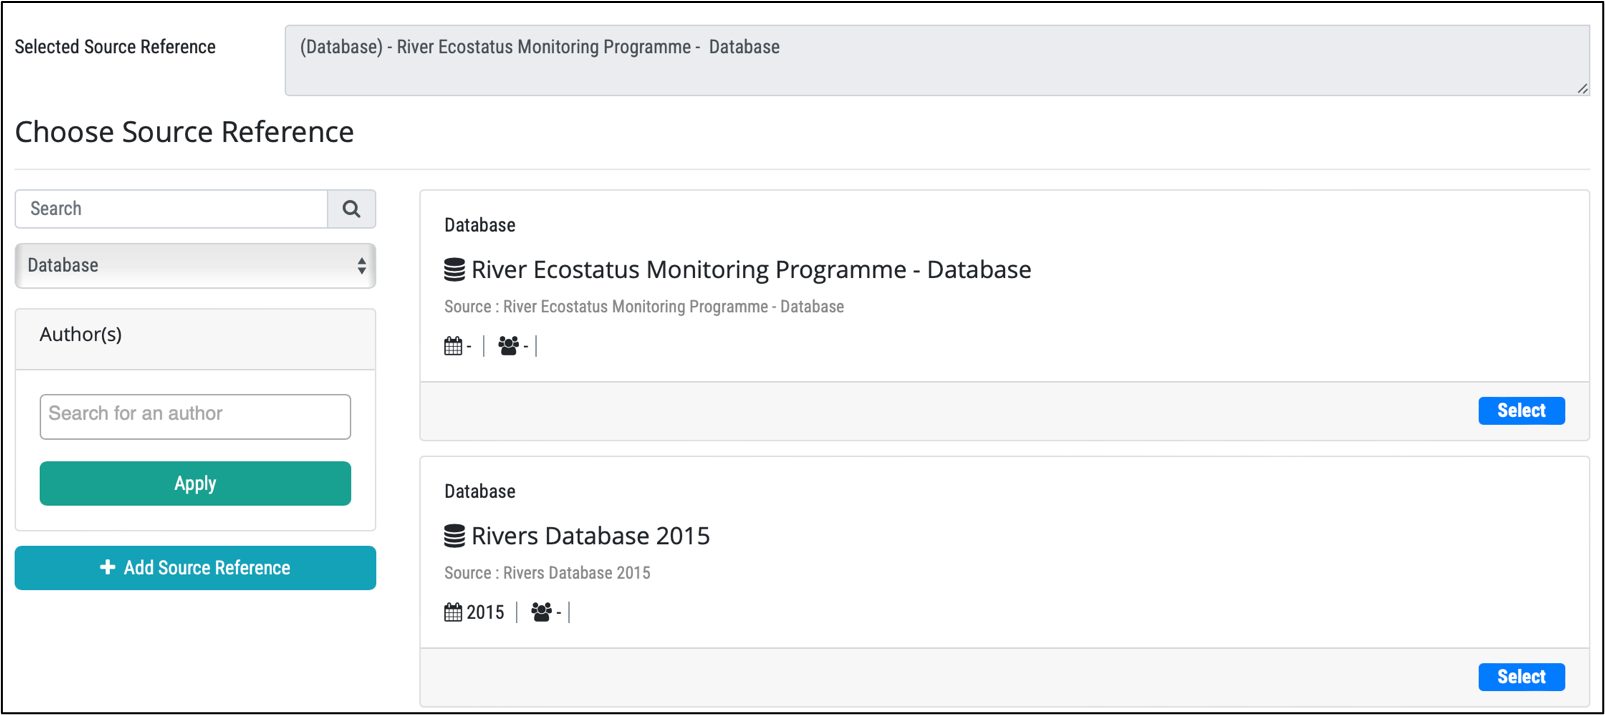 Selected Source Reference
(Database) - River Ecostatus Monitoring Programme -  Database
Choose Source Reference
Search
Database
Author(s)
Search for an author
Apply
Add Source Reference
Database
River Ecostatus Monitoring Programme - Database
Source : River Ecostatus Monitoring Programme - Database
- | - |
Select
Database
Rivers Database 2015
Source : Rivers Database 2015
2015 | - |
Select